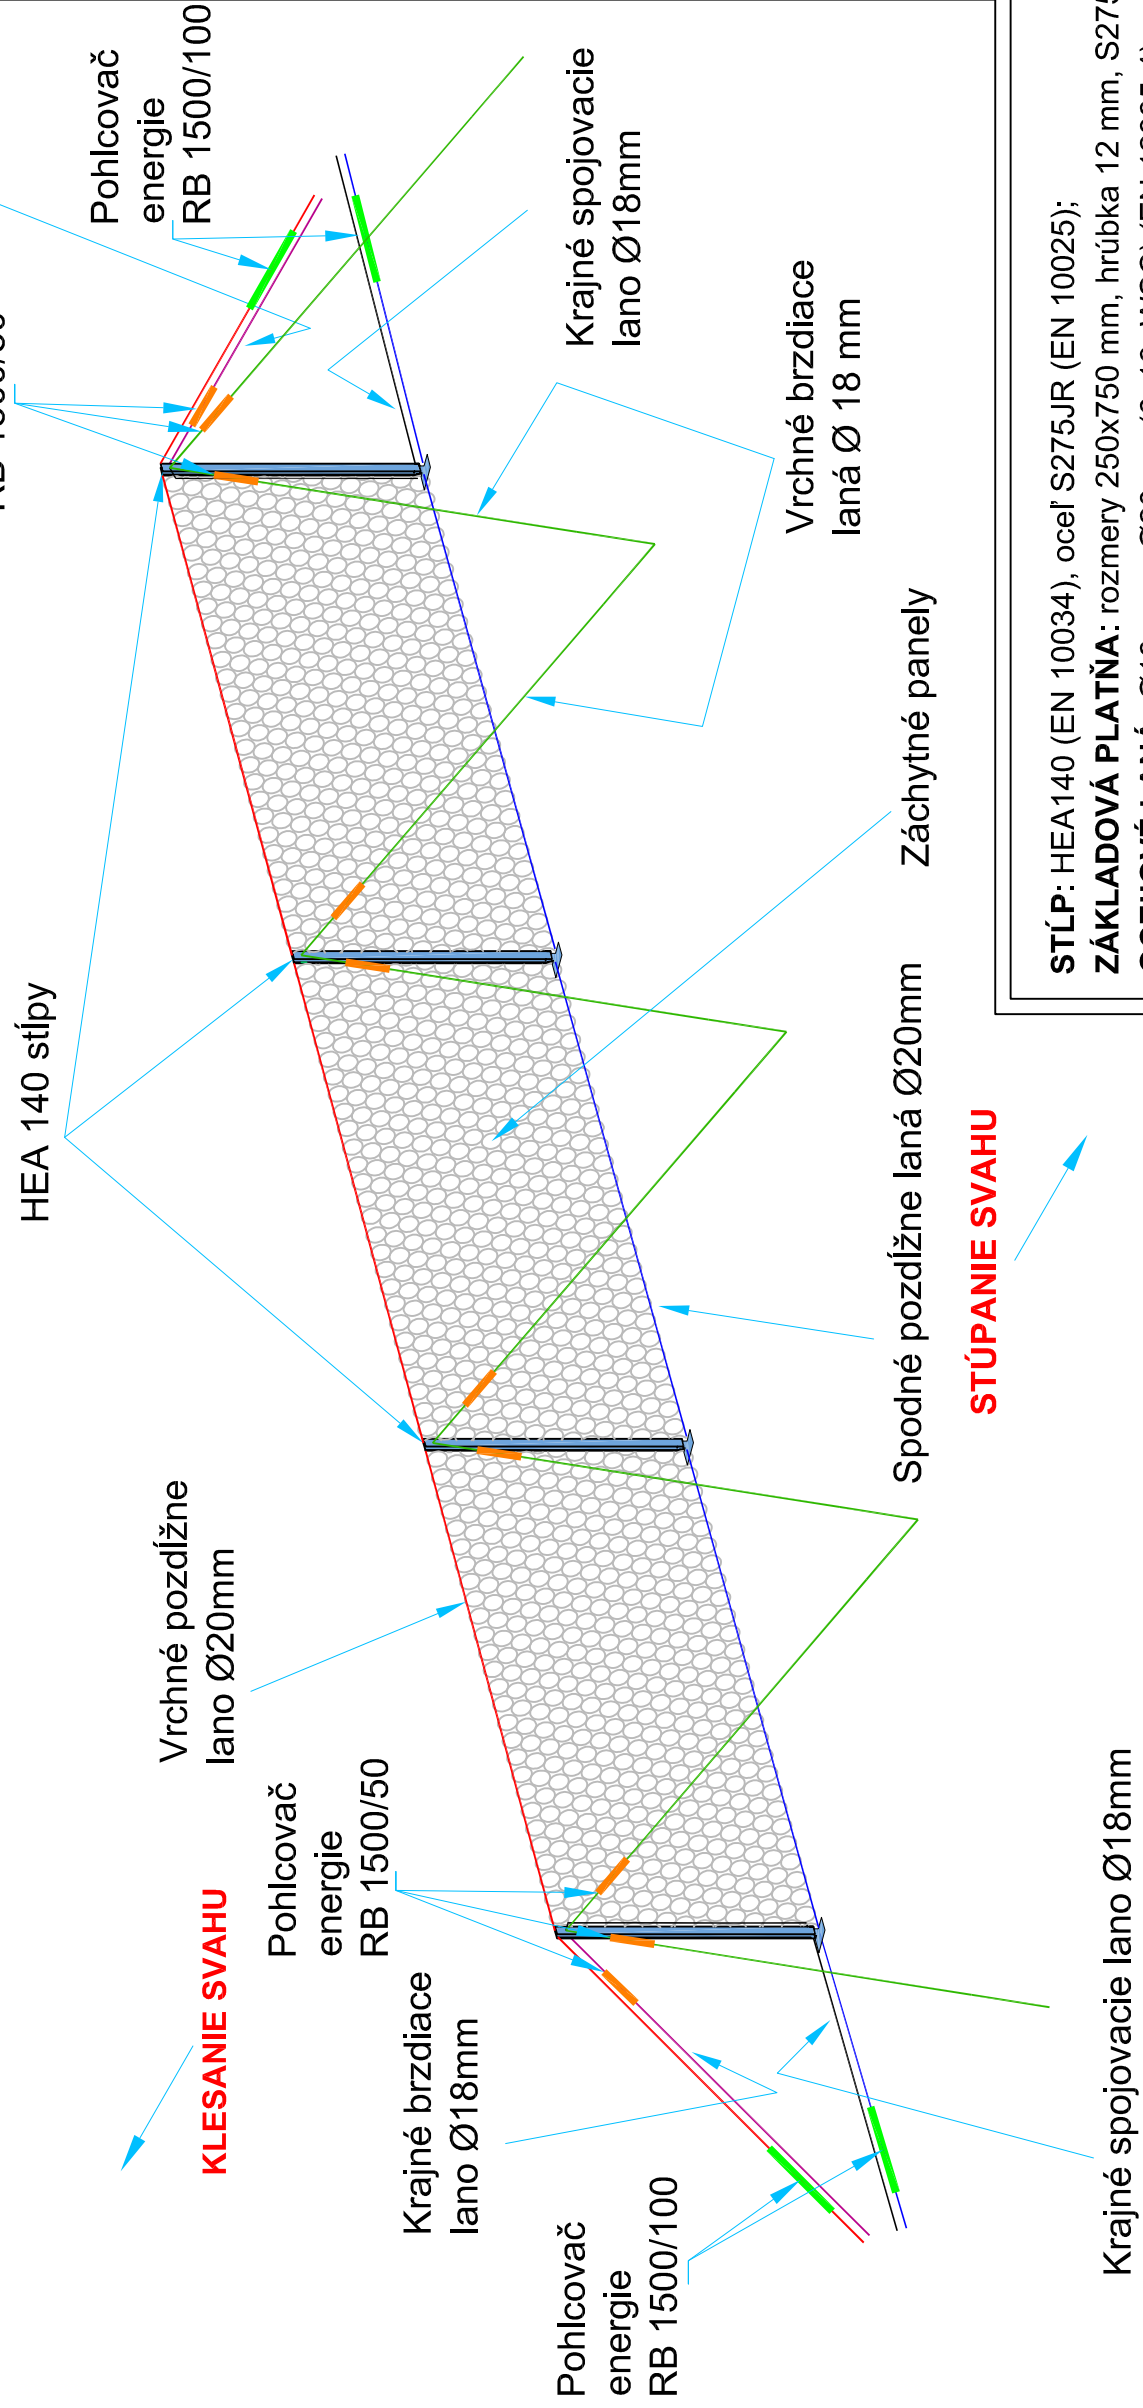 Pohlcovač
energie
RB 1500/100
HEA 140 stĺpy
Vrchné pozdĺžne
lano Ø20mm
Pohlcovač
energie
RB 1500/50
KLESANIE SVAHU
Krajné brzdiace
lano Ø18mm
Pohlcovač
energie
RB 1500/100
Krajné spojovacie
lano Ø18mm
Vrchné brzdiace
laná Ø 18 mm
Záchytné panely
Spodné pozdĺžne laná Ø20mm
STÚPANIE SVAHU
Krajné spojovacie lano Ø18mm
STĹP: HEA140 (EN 10034), oceľ S275JR (EN 10025);
ZÁKLADOVÁ PLATŇA: rozmery 250x750 mm, hrúbka 12 mm, S275